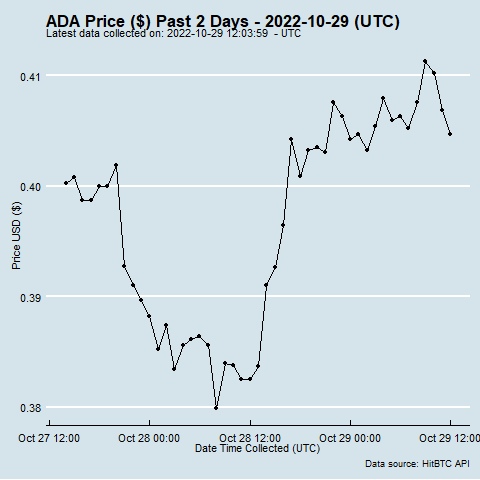 ADA Price ($) Past 2 Days - 2022-10-29 (UTC)
Latest data collected on: 2022-10-29 12:03:59 - UTC
0.41
0.40
0.39
0.38
Price USD ($)
Oct 27 12:00 Oct 28 00:00 Oct 28 12:00 Oct 29 00:00 Oct 29 12:00
Date Time Collected (UTC)
Data source: HitBTC API